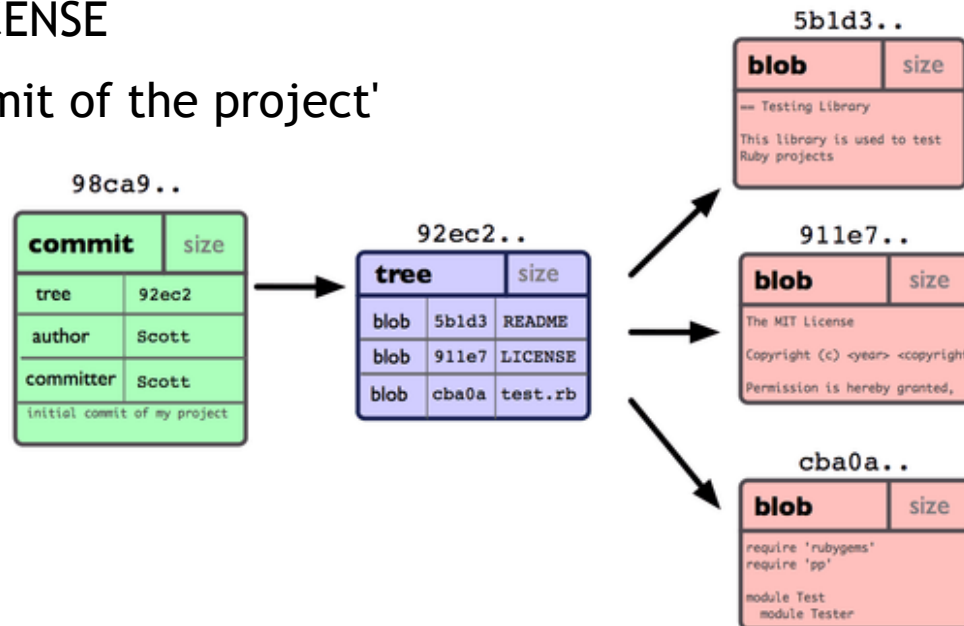 ENSE
mit of the project'
98ca9..
commit size
tree 92ec2
author Scott
committer Scott
initial commit of my project
92ec2..
tree size
blob 5b1d3 README
blob 911e7 LICENSE
blob cba0a test.rb
5b1d3..
blob size
== Testing Library
This library is used to test
Ruby projects
911e7..
blob size
The MIT License
Copyright (c) <year> <copyright
Permission is hereby granted,
cba0a..
blob size
require 'rubygems'
require 'pp'
module Test
module Tester